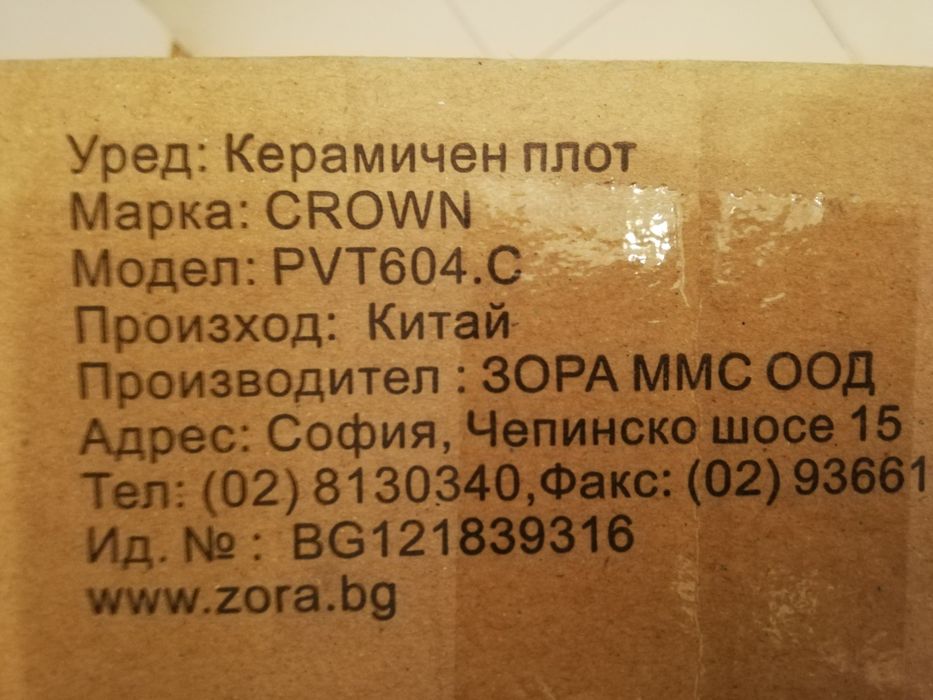 Уред: Керамичен плот
Марка: CROWN
Модел: PVT604.C
Произход: Китай
Производител : ЗОРА ММС ООД
Адрес: София, Чепинско шосе 15
Тел: (02) 8130340,Факс: (02) 93661
Ид. № : BG121839316
www.zora.bg